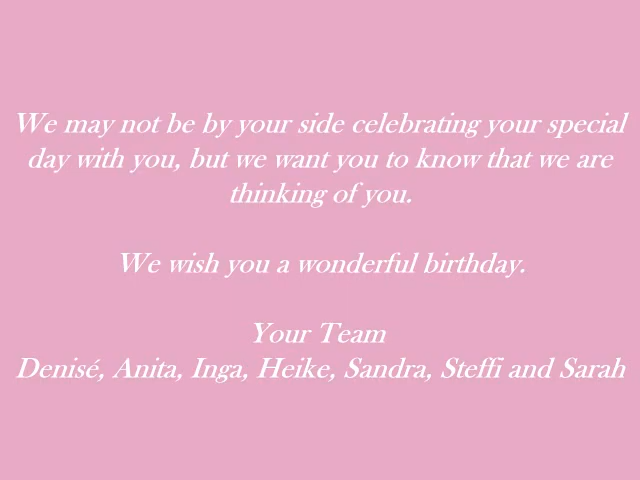 We may not be by your side celebrating your special
day with you, but we want you to know that we are
thinking of you.
We wish you a wonderful birthday.
Your Team
Denisé, Anita, Inga, Heike, Sandra, Steffi and Sarah